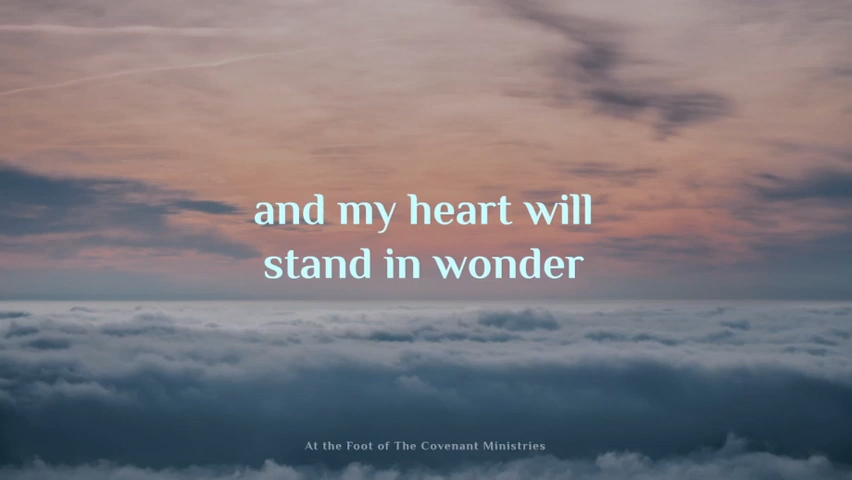 and my heart will
stand in wonder
At the Foot of The Covenant Ministries